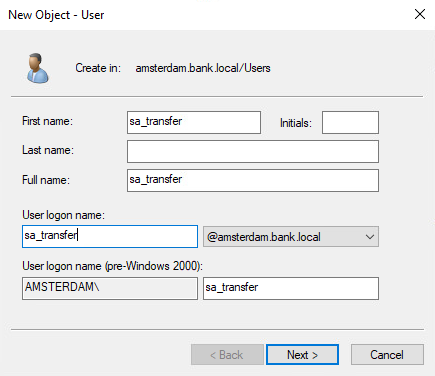 New Object - User
Create in: amsterdam.bank.local/Users
First name: sa_transfer Initials:
Last name:
Full name: sa_transfer
User logon name:
sa_transfer @amsterdam.bank.local
User logon name (pre-Windows 2000):
AMSTERDAM\ sa_transfer
< Back Next > Cancel